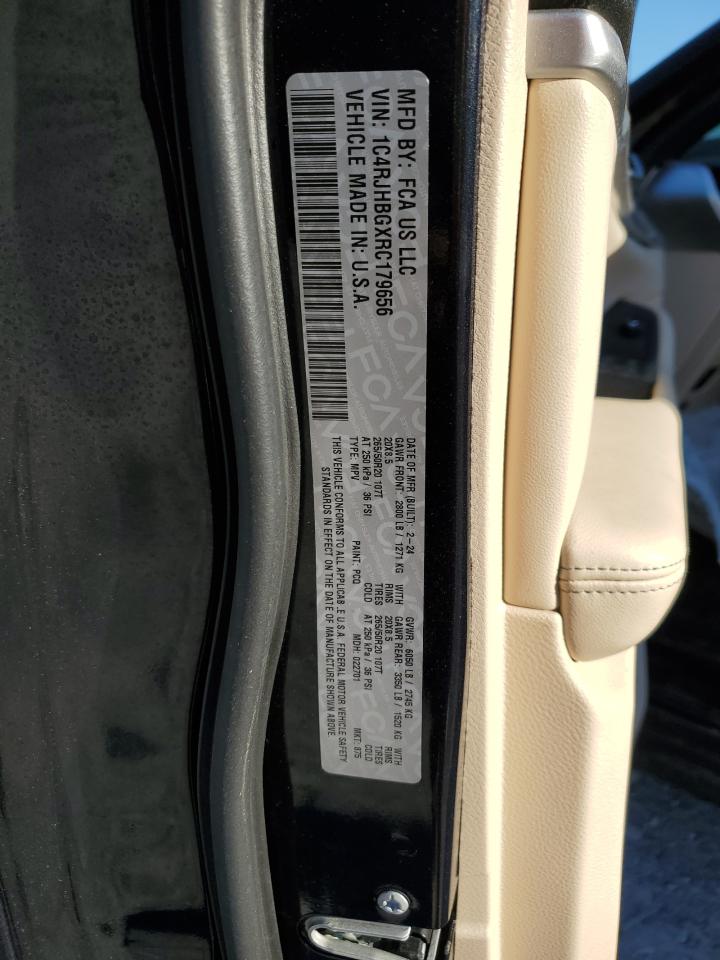 MFD BY: FCA US LLC
VIN: 1C4RJHBGXRC179656
VEHICLE MADE IN: U.S.A.
DATE OF MFR (BUILT): 2-24 GVWR: 6050 LB / 2745 KG
GAWR FRONT: 2800 LB / 1271 KG WITH GAWR REAR: 3350 LB / 1520 KG WITH
20X8.5 RIMS 20X8.5 RIMS
265/50R20 107T TIRES 265/50R20 107T TIRES
AT 250 kPa / 36 PSI COLD AT 250 kPa / 36 PSI COLD
TYPE: MPV PAINT: PCQ MDH: 022701 MKT: 875
THIS VEHICLE CONFORMS TO ALL APPLICABLE U.S.A. FEDERAL MOTOR VEHICLE SAFETY
STANDARDS IN EFFECT ON THE DATE OF MANUFACTURE SHOWN ABOVE.